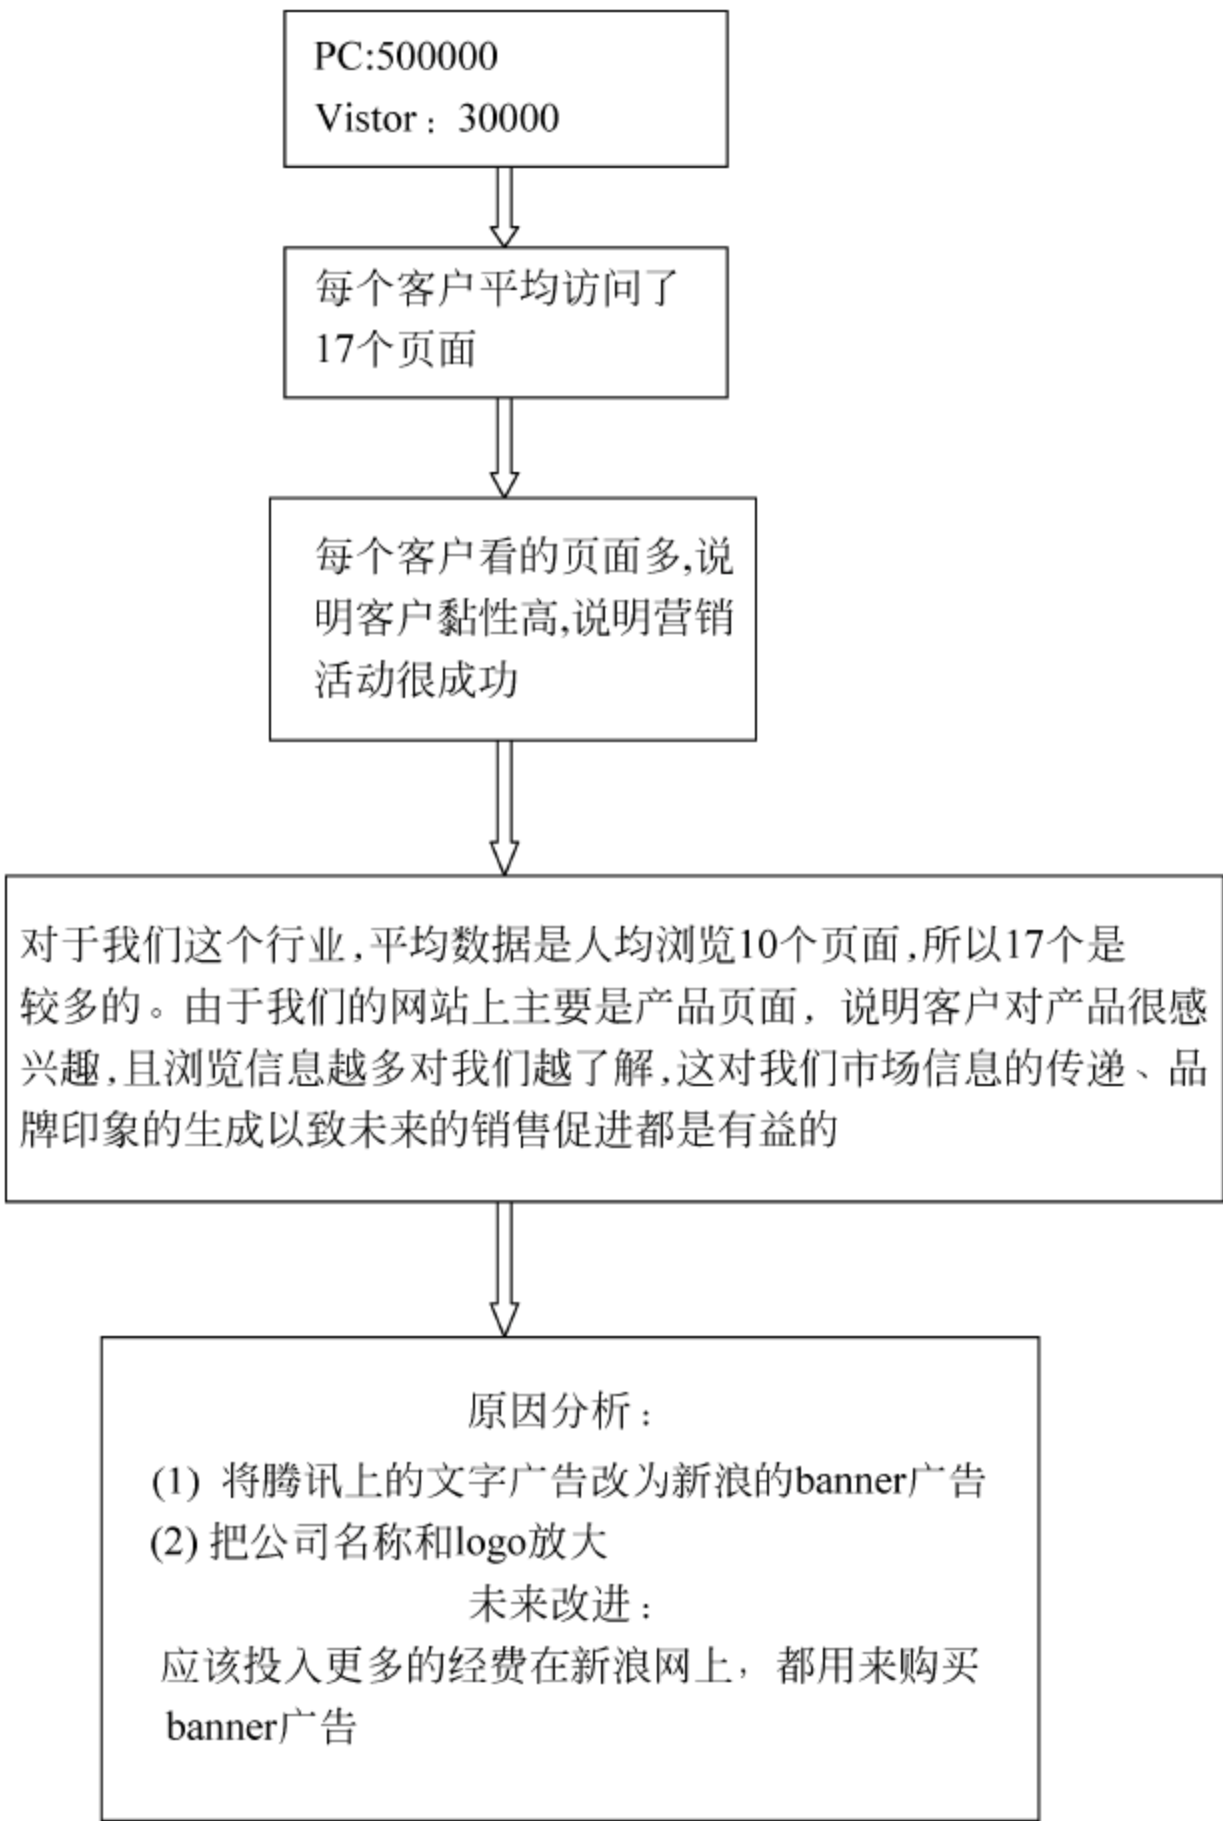 PC:500000
Vistor：30000
每个客户平均访问了
17个页面
每个客户看的页面多,说
明客户黏性高,说明营销
活动很成功
对于我们这个行业,平均数据是人均浏览10个页面,所以17个是
较多的。由于我们的网站上主要是产品页面，说明客户对产品很感
兴趣,且浏览信息越多对我们越了解,这对我们市场信息的传递、品
牌印象的生成以致未来的销售促进都是有益的
原因分析：
(1) 将腾讯上的文字广告改为新浪的banner广告
(2) 把公司名称和logo放大
未来改进：
应该投入更多的经费在新浪网上，都用来购买
banner广告